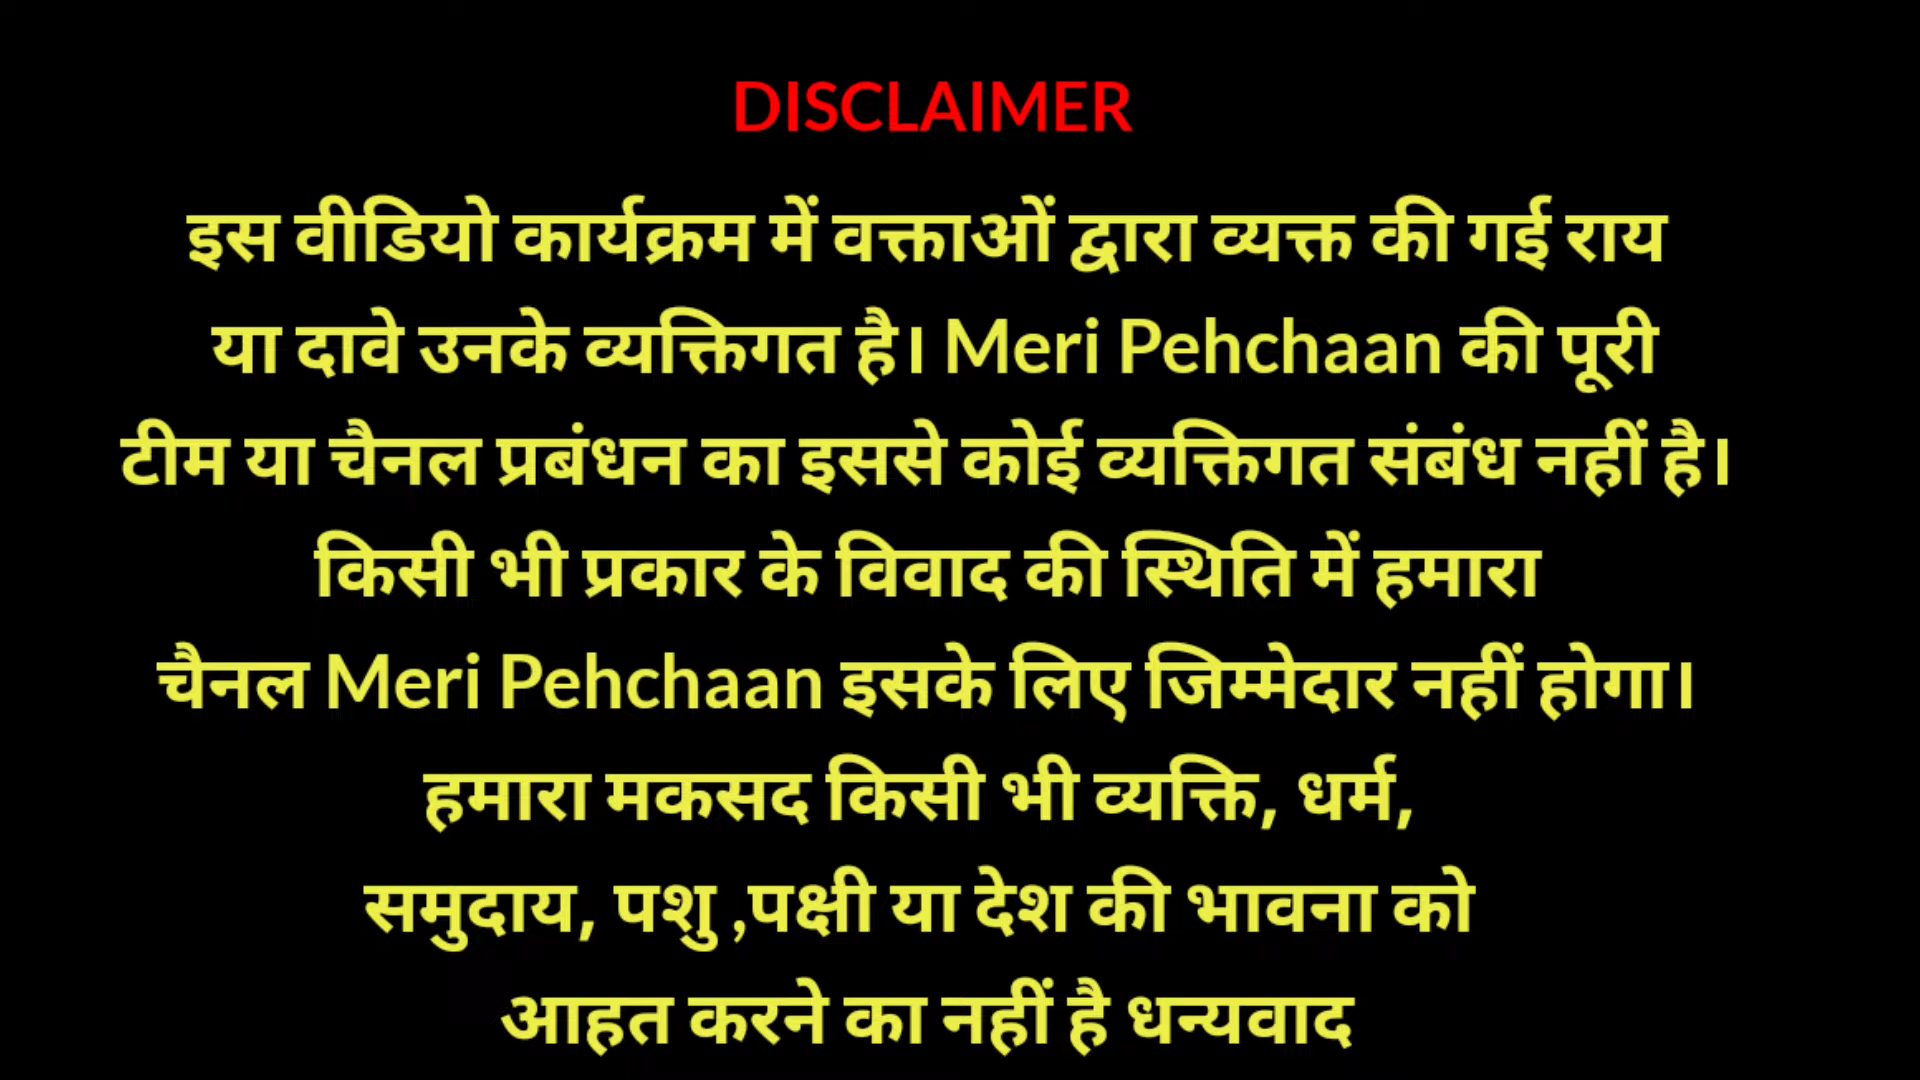 DISCLAIMER
इस वीडियो कार्यक्रम में वक्ताओं द्वारा व्यक्त की गई राय
या दावे उनके व्यक्तिगत है। Meri Pehchaan की पूरी
टीम या चैनल प्रबंधन का इससे कोई व्यक्तिगत संबंध नहीं है।
किसी भी प्रकार के विवाद की स्थिति में हमारा
चैनल Meri Pehchaan इसके लिए जिम्मेदार नहीं होगा।
हमारा मकसद किसी भी व्यक्ति, धर्म,
समुदाय, पशु ,पक्षी या देश की भावना को
आहत करने का नहीं है धन्यवाद